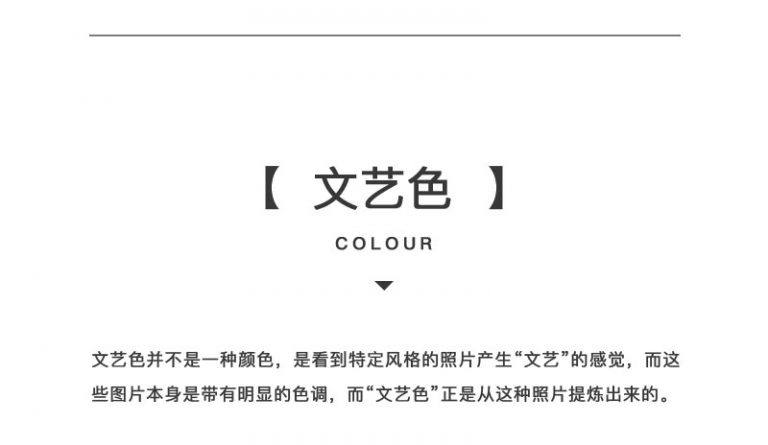 【 文艺色 】
COLOUR
文艺色并不是一种颜色，是看到特定风格的照片产生“文艺”的感觉，而这
些图片本身是带有明显的色调，而“文艺色”正是从这种照片提炼出来的。